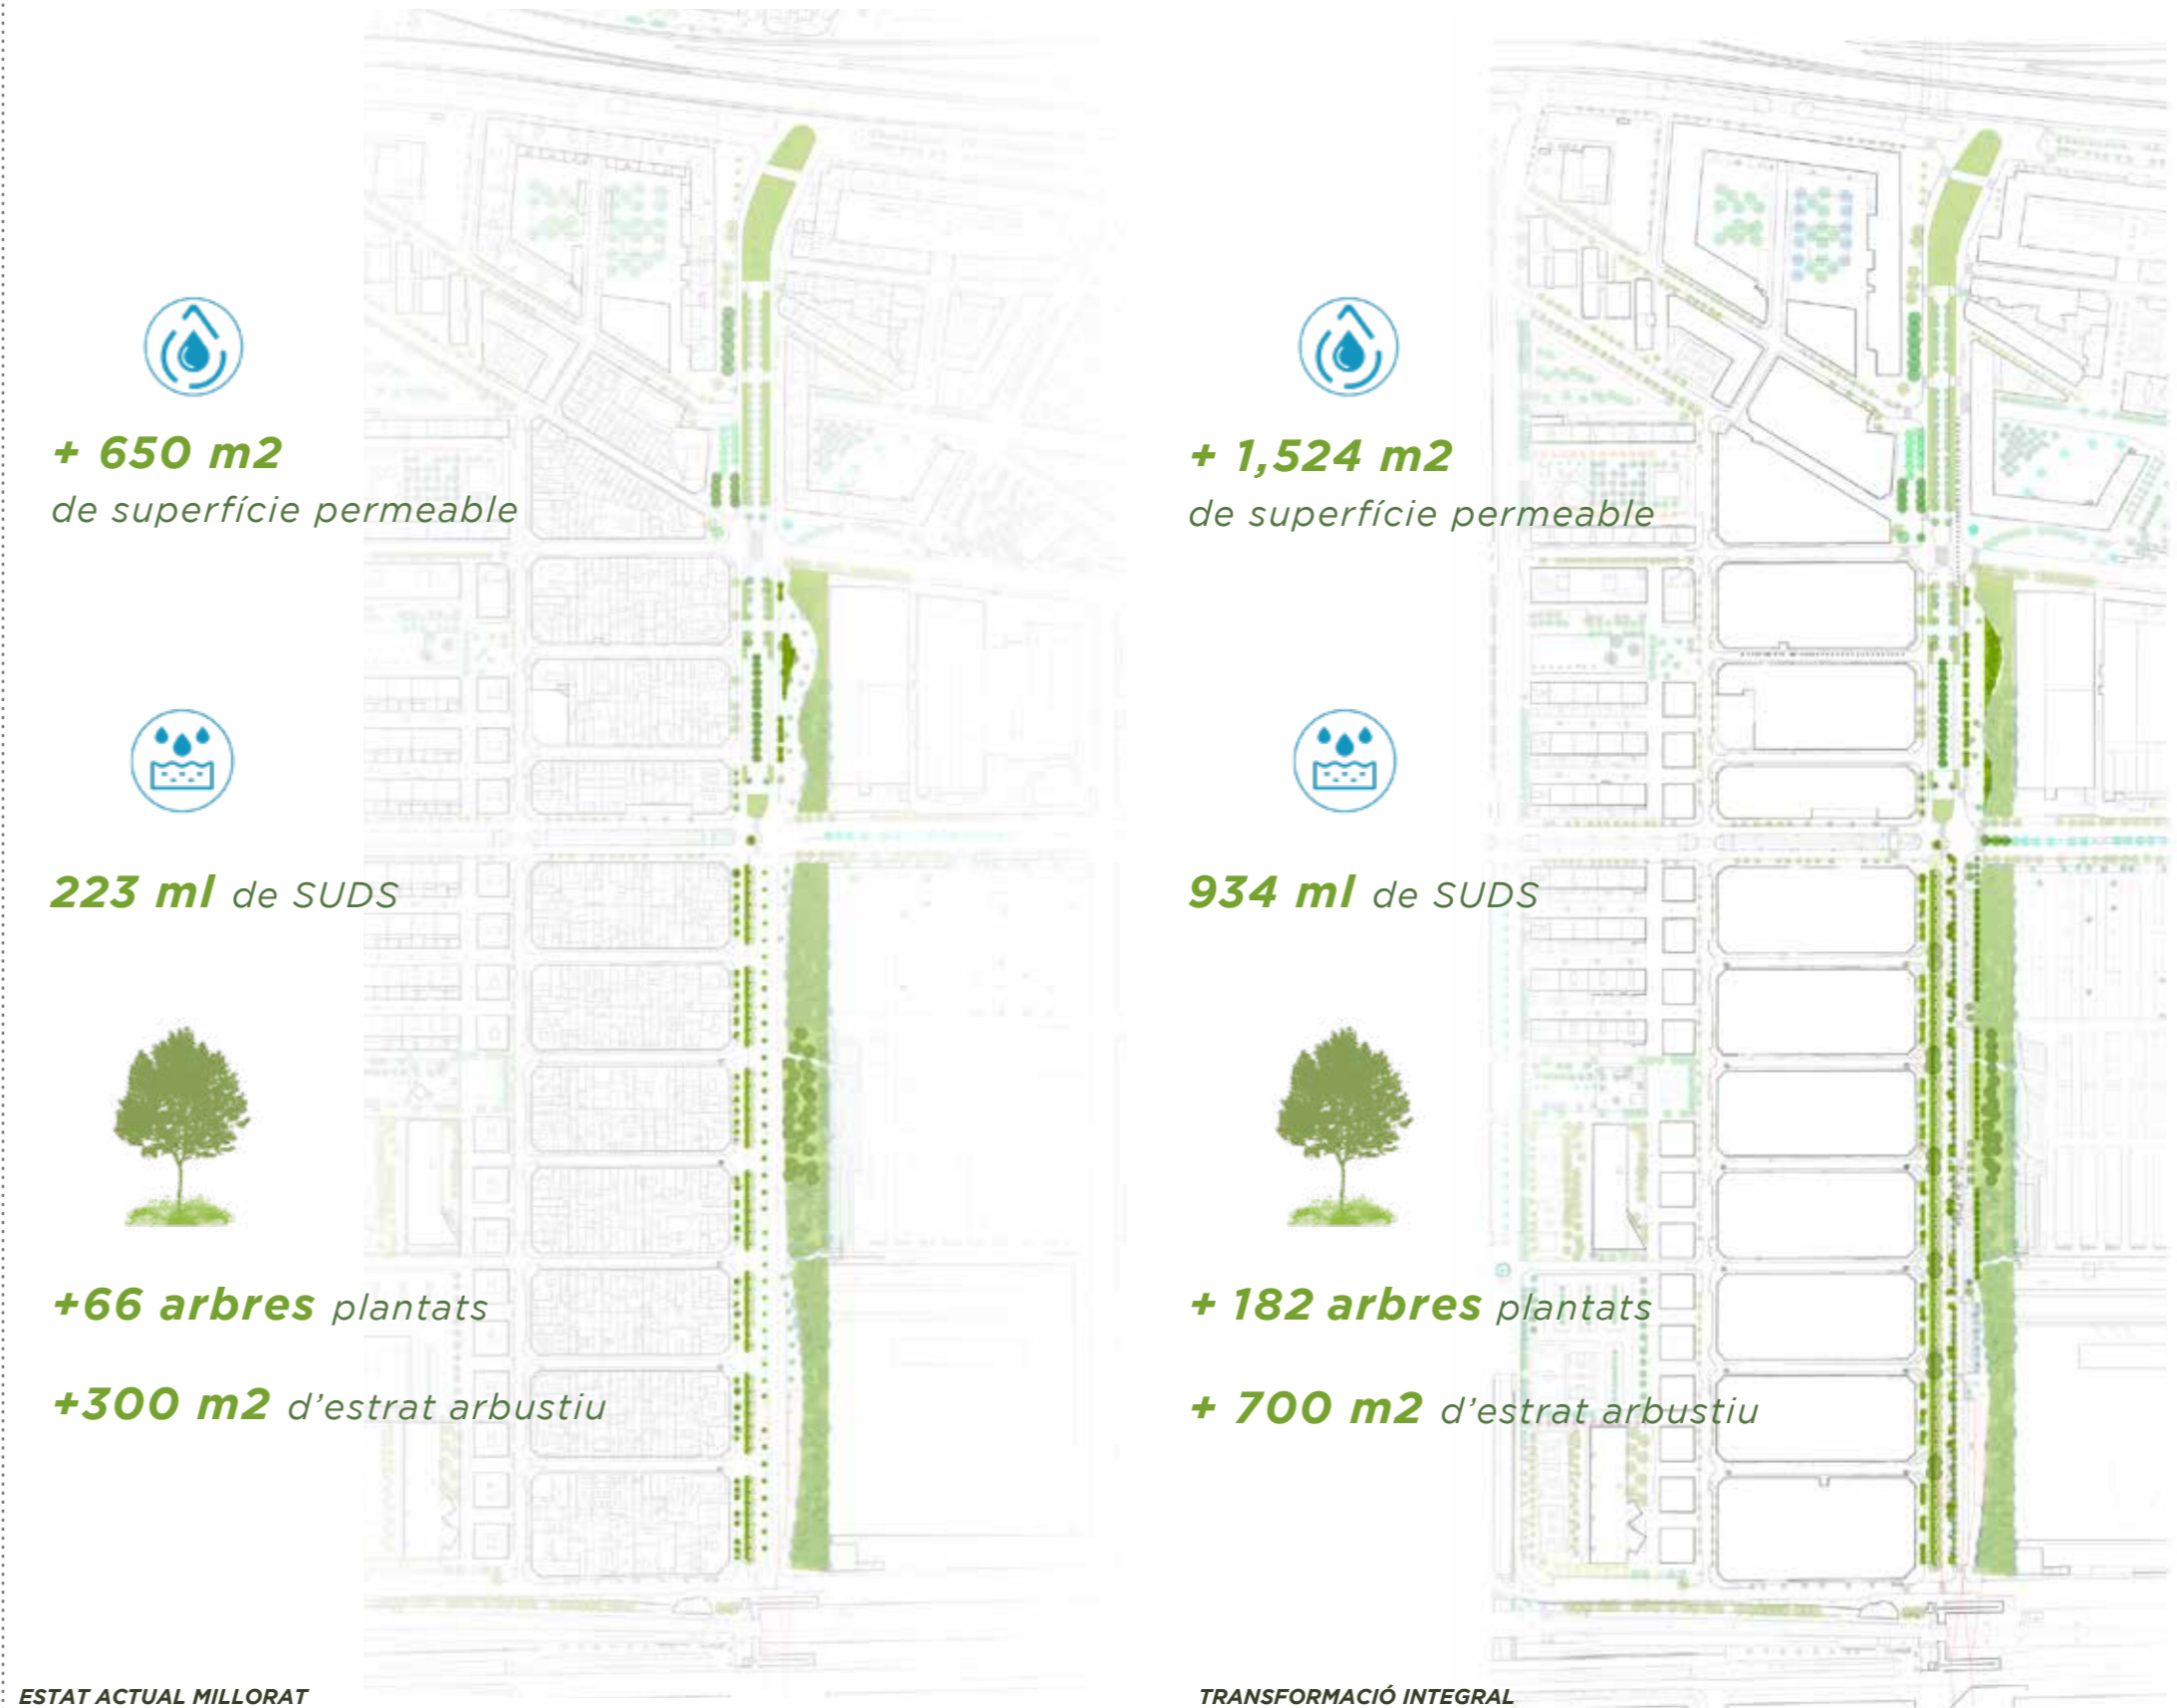 + 650 m2
de superfície permeable
223 ml de SUDS
+66 arbres plantats
+300 m2 d'estrat arbustiu
ESTAT ACTUAL MILLORAT
+ 1,524 m2
de superfície permeable
934 ml de SUDS
+ 182 arbres plantats
+ 700 m2 d'estrat arbustiu
TRANSFORMACIÓ INTEGRAL